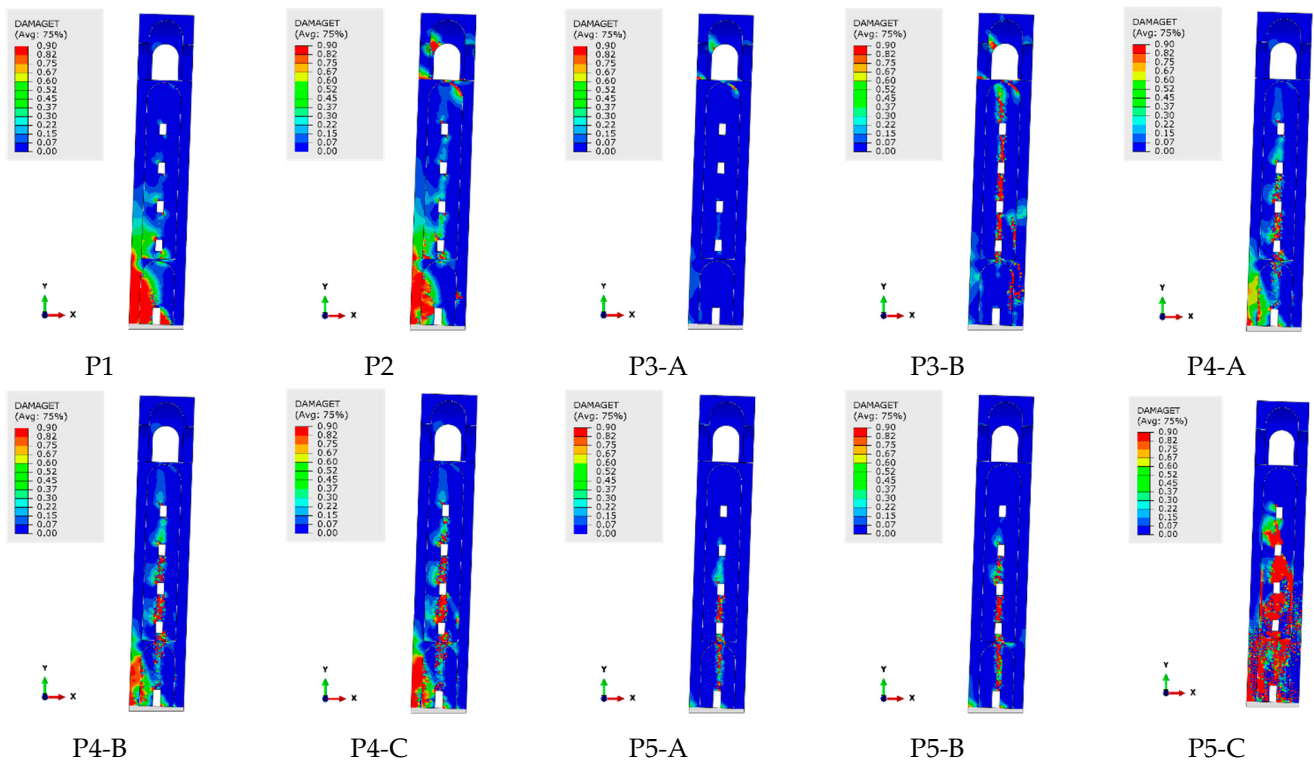 DAMAGET
(Avg: 75%)
0.90
0.82
0.75
0.67
0.60
0.52
0.45
0.37
0.30
0.22
0.15
0.07
0.00
Y
X
P1
DAMAGET
(Avg: 75%)
0.90
0.82
0.75
0.67
0.60
0.52
0.45
0.37
0.30
0.22
0.15
0.07
0.00
Y
X
P2
DAMAGET
(Avg: 75%)
0.90
0.82
0.75
0.67
0.60
0.52
0.45
0.37
0.30
0.22
0.15
0.07
0.00
Y
X
P3-A
DAMAGET
(Avg: 75%)
0.90
0.82
0.75
0.67
0.60
0.52
0.45
0.37
0.30
0.22
0.15
0.07
0.00
Y
X
P3-B
DAMAGET
(Avg: 75%)
0.90
0.82
0.75
0.67
0.60
0.52
0.45
0.37
0.30
0.22
0.15
0.07
0.00
Y
X
P4-A
DAMAGET
(Avg: 75%)
0.90
0.82
0.75
0.67
0.60
0.52
0.45
0.37
0.30
0.22
0.15
0.07
0.00
Y
X
P4-B
DAMAGET
(Avg: 75%)
0.90
0.82
0.75
0.67
0.60
0.52
0.45
0.37
0.30
0.22
0.15
0.07
0.00
Y
X
P4-C
DAMAGET
(Avg: 75%)
0.90
0.82
0.75
0.67
0.60
0.52
0.45
0.37
0.30
0.22
0.15
0.07
0.00
Y
X
P5-A
DAMAGET
(Avg: 75%)
0.90
0.82
0.75
0.67
0.60
0.52
0.45
0.37
0.30
0.22
0.15
0.07
0.00
Y
X
P5-B
DAMAGET
(Avg: 75%)
0.90
0.82
0.75
0.67
0.60
0.52
0.45
0.37
0.30
0.22
0.15
0.07
0.00
Y
X
P5-C